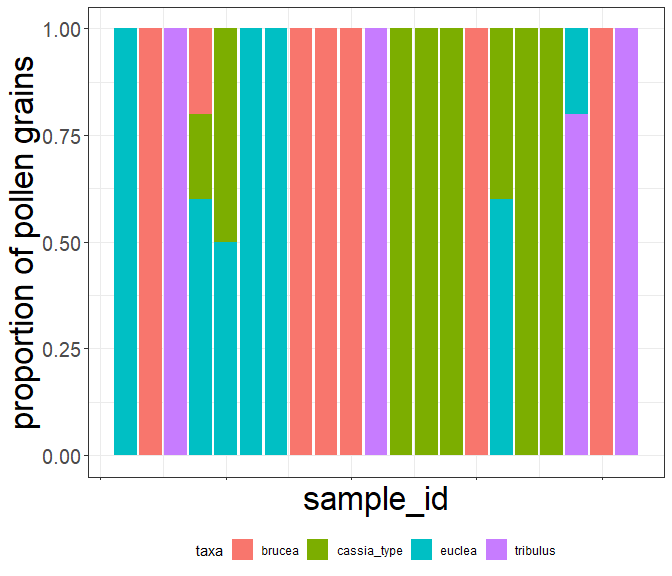 proportion of pollen grains
1.00
0.75
0.50
0.25
0.00
sample_id
taxa brucea cassia_type euclea tribulus